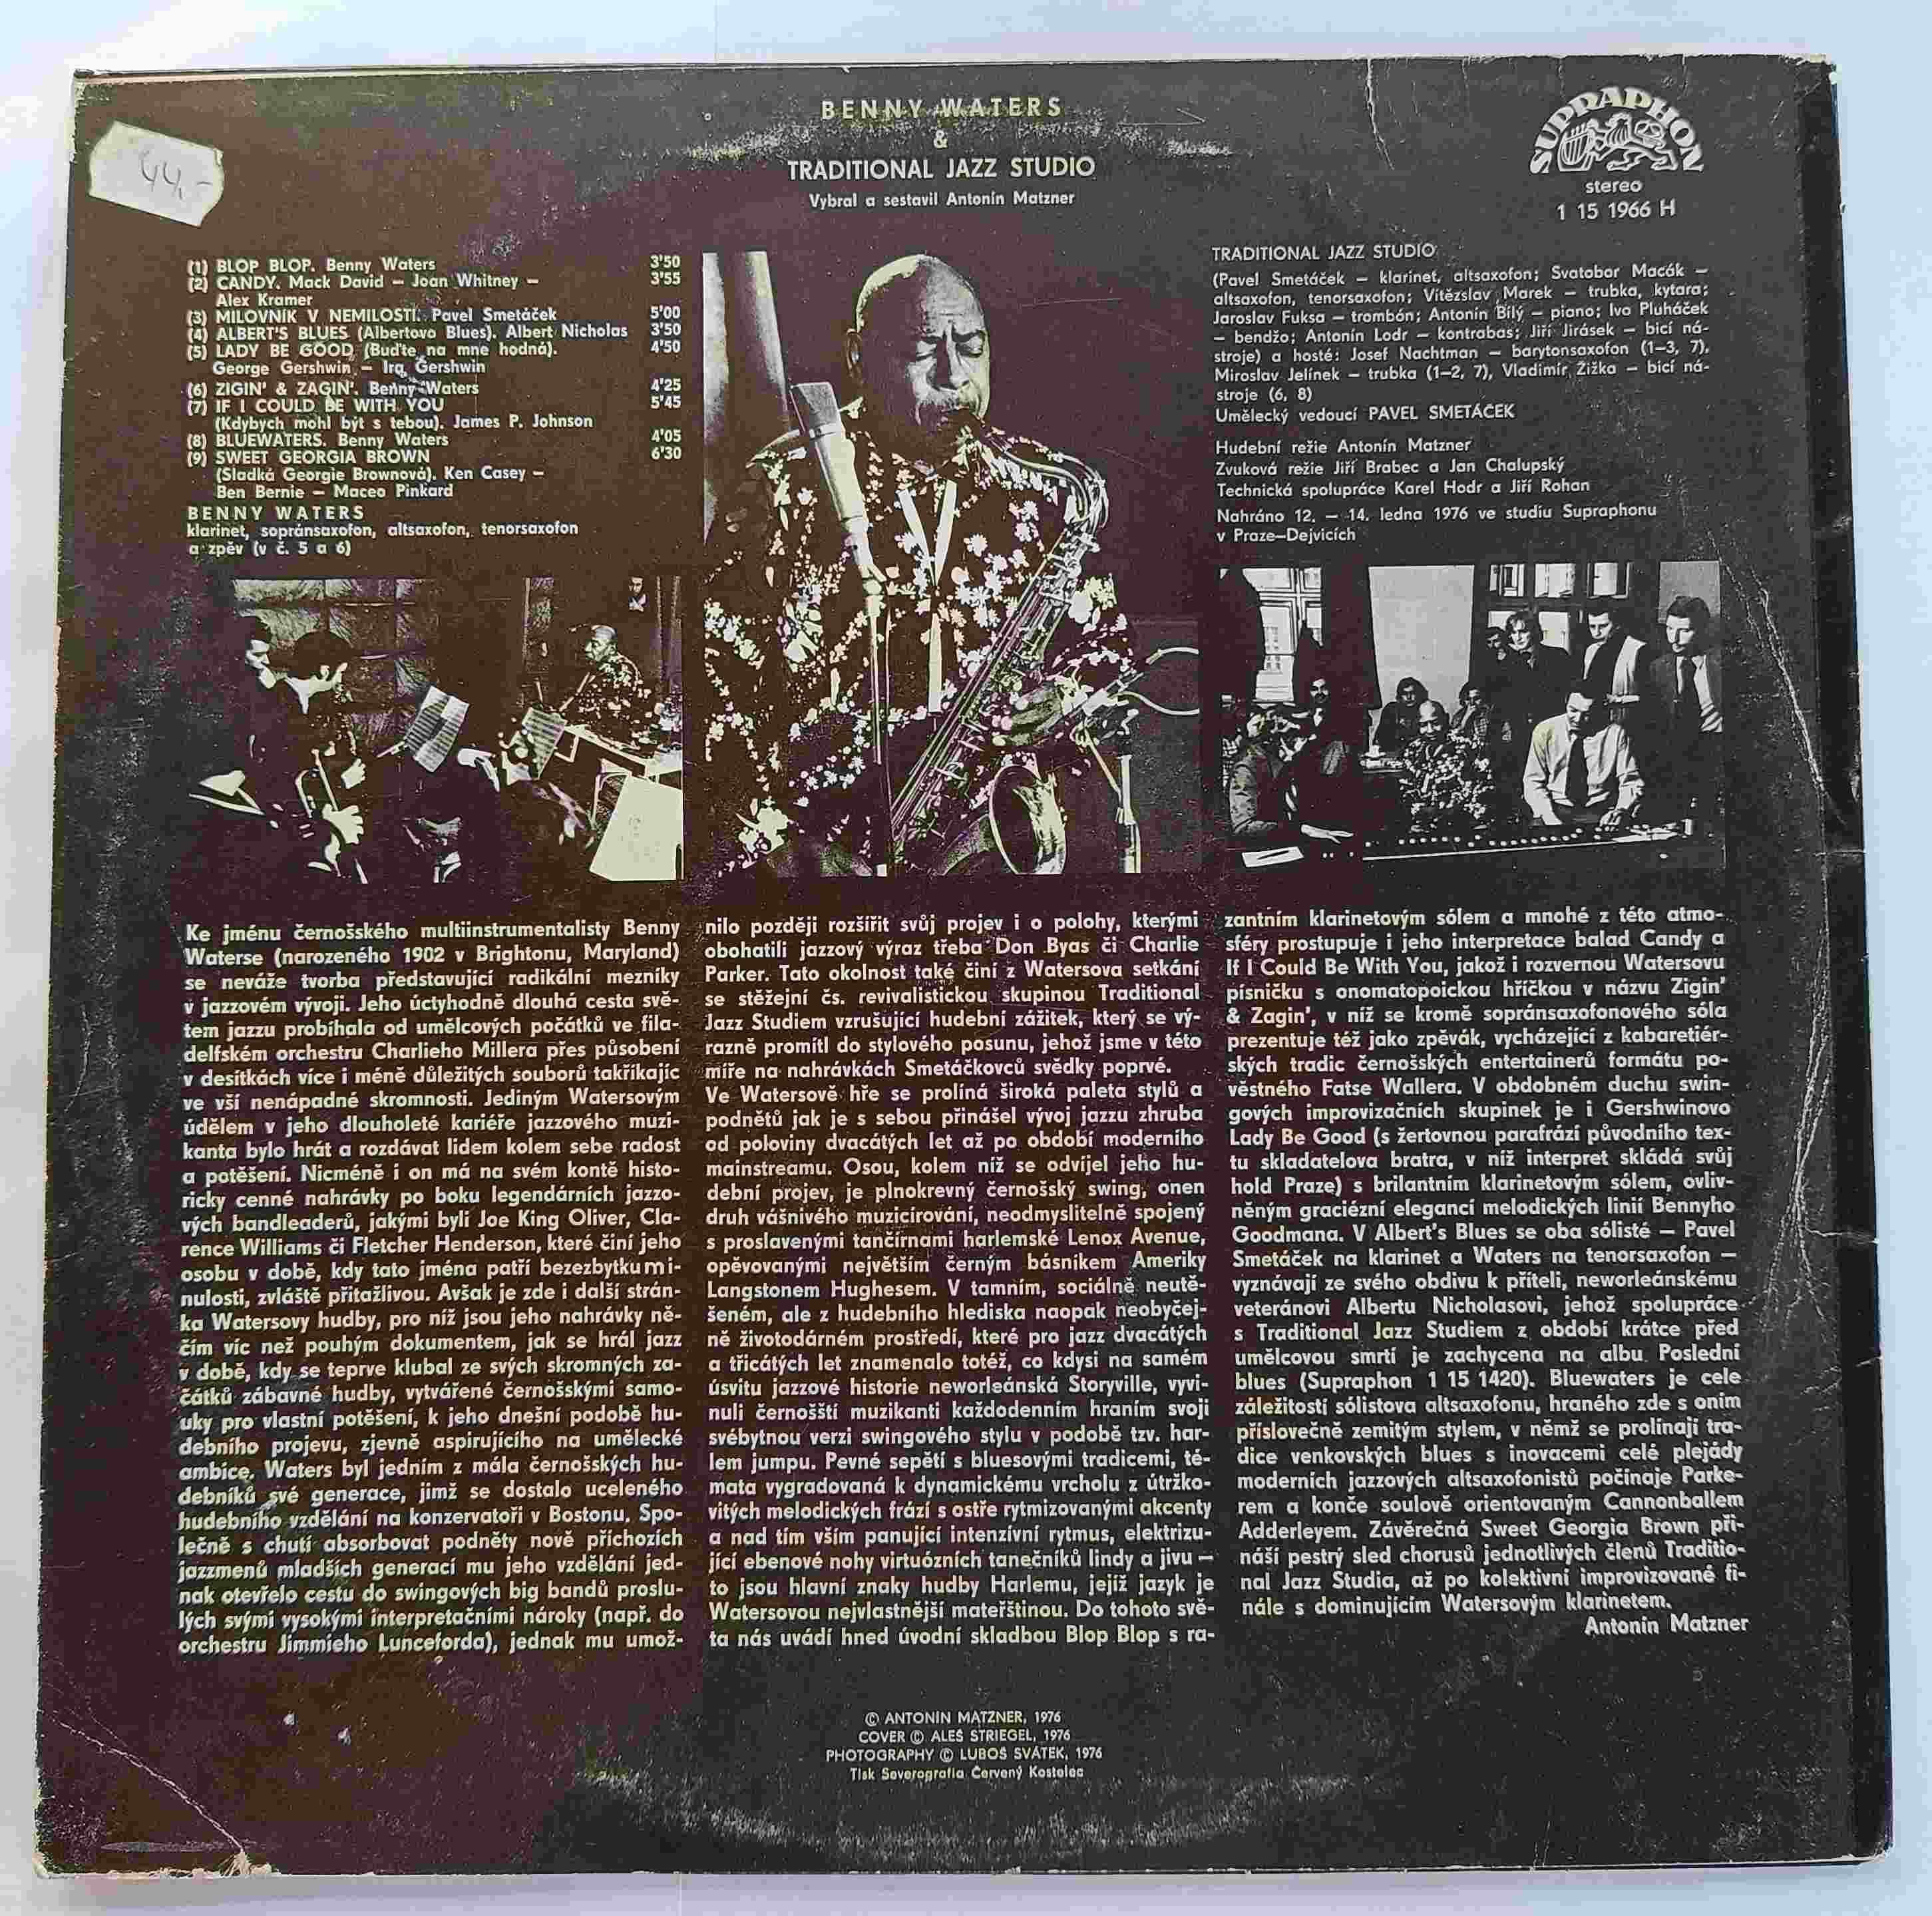 44,-
BENNY WATERS
&
TRADITIONAL JAZZ STUDIO
Vybral a sestavil Antonín Matzner
SUPRAPHON
stereo
1 15 1966 H
(1) BLOP BLOP. Benny Waters 3'50
(2) CANDY. Mack David – Joan Whitney – 3'55
Alex Kramer
(3) MILOVNÍK V NEMILOSTI. Pavel Smetáček 5'00
(4) ALBERT'S BLUES (Albertovo Blues). Albert Nicholas 3'50
(5) LADY BE GOOD (Buďte na mne hodná). 4'50
George Gershwin – Ira Gershwin
(6) ZIGIN' & ZAGIN'. Benny Waters 4'25
(7) IF I COULD BE WITH YOU 5'45
(Kdybych mohl být s tebou). James P. Johnson
(8) BLUEWATERS. Benny Waters 4'05
(9) SWEET GEORGIA BROWN 6'30
(Sladká Georgie Brownová). Ken Casey –
Ben Bernie – Maceo Pinkard
BENNY WATERS
klarinet, sopránsaxofon, altsaxofon, tenorsaxofon
a zpěv (v č. 5 a 6)
TRADITIONAL JAZZ STUDIO
(Pavel Smetáček – klarinet, altsaxofon; Svatobor Macák –
altsaxofon, tenorsaxofon; Vítězslav Marek – trubka, kytara;
Jaroslav Fuksa – trombón; Antonín Bílý – piano; Ivo Pluháček
– bendžo; Antonín Lodr – kontrabas; Jiří Jirásek – bicí ná-
stroje) a hosté: Josef Nachtman – barytonsaxofon (1–3, 7),
Miroslav Jelínek – trubka (1–2, 7), Vladimír Žižka – bicí ná-
stroje (6, 8)
Umělecký vedoucí PAVEL SMETÁČEK
Hudební režie Antonín Matzner
Zvuková režie Jiří Brabec a Jan Chalupský
Technická spolupráce Karel Hodr a Jiří Rohan
Nahráno 12. – 14. ledna 1976 ve studiu Supraphonu
v Praze–Dejvicích
Ke jménu černošského multiinstrumentalisty Benny
Waterse (narozeného 1902 v Brightonu, Maryland)
se neváže tvorba představující radikální mezníky
v jazzovém vývoji. Jeho úctyhodně dlouhá cesta svě-
tem jazzu probíhala od umělcových počátků ve fila-
delfském orchestru Charlieho Millera přes působení
v desítkách více i méně důležitých souborů takříkajíc
ve vší nenápadné skromnosti. Jediným Watersovým
údělem v jeho dlouholeté kariéře jazzového muzi-
kanta bylo hrát a rozdávat lidem kolem sebe radost
a potěšení. Nicméně i on má na svém kontě histo-
ricky cenné nahrávky po boku legendárních jazzo-
vých bandleaderů, jakými byli Joe King Oliver, Cla-
rence Williams či Fletcher Henderson, které činí jeho
osobu v době, kdy tato jména patří bezezbytku mi-
nulosti, zvláště přitažlivou. Avšak je zde i další strán-
ka Watersovy hudby, pro níž jsou jeho nahrávky ně-
čím víc než pouhým dokumentem, jak se hrál jazz
v době, kdy se teprve klubal ze svých skromných za-
čátků zábavné hudby, vytvářené černošskými samo-
uky pro vlastní potěšení, k jeho dnešní podobě hu-
debního projevu, zjevně aspirujícího na umělecké
ambice. Waters byl jedním z mála černošských hu-
debníků své generace, jimž se dostalo uceleného
hudebního vzdělání na konzervatoři v Bostonu. Spo-
lečně s chutí absorbovat podněty nově příchozích
jazzmenů mladších generací mu jeho vzdělání jed-
nak otevřelo cestu do swingových big bandů proslu-
lých svými vysokými interpretačními nároky (např. do
orchestru Jimmieho Lunceforda), jednak mu umož-
nilo později rozšířit svůj projev i o polohy, kterými
obohatili jazzový výraz třeba Don Byas či Charlie
Parker. Tato okolnost také činí z Watersova setkání
se stěžejní čs. revivalistickou skupinou Traditional
Jazz Studiem vzrušující hudební zážitek, který se vý-
razně promítl do stylového posunu, jehož jsme v této
míře na nahrávkách Smetáčkovců svědky poprvé.
Ve Watersově hře se prolíná široká paleta stylů a
podnětů jak je s sebou přinášel vývoj jazzu zhruba
od poloviny dvacátých let až po období moderního
mainstreamu. Osou, kolem níž se odvíjel jeho hu-
dební projev, je plnokrevný černošský swing, onen
druh vášnivého muzicírování, neodmyslitelně spojený
s proslavenými tančírnami harlemské Lenox Avenue,
opěvovanými největším černým básníkem Ameriky
Langstonem Hughesem. V tamním, sociálně neutě-
šeném, ale z hudebního hlediska naopak neobyčej-
ně životodárném prostředí, které pro jazz dvacátých
a třicátých let znamenalo totéž, co kdysi na samém
úsvitu jazzové historie neworleánská Storyville, vyvi-
nuli černošští muzikanti každodenním hraním svoji
svébytnou verzi swingového stylu v podobě tzv. har-
lem jumpu. Pevné sepětí s bluesovými tradicemi, té-
mata vygradovaná k dynamickému vrcholu z útržko-
vitých melodických frází s ostře rytmizovanými akcenty
a nad tím vším panující intenzívní rytmus, elektrizu-
jící ebenové nohy virtuózních tanečníků lindy a jivu –
to jsou hlavní znaky hudby Harlemu, jejíž jazyk je
Watersovou nejvlastnější mateřštinou. Do tohoto svě-
ta nás uvádí hned úvodní skladbou Blop Blop s ra-
zantním klarinetovým sólem a mnohé z této atmo-
sféry prostupuje i jeho interpretace balad Candy a
If I Could Be With You, jakož i rozvernou Watersovu
písničku s onomatopoickou hříčkou v názvu Zigin'
& Zagin', v níž se kromě sopránsaxofonového sóla
prezentuje též jako zpěvák, vycházející z kabaretiér-
ských tradic černošských entertainerů formátu po-
věstného Fatse Wallera. V obdobném duchu swin-
gových improvizačních skupinek je i Gershwinovo
Lady Be Good (s žertovnou parafrází původního tex-
tu skladatelova bratra, v níž interpret skládá svůj
hold Praze) s brilantním klarinetovým sólem, ovliv-
něným graciézní elegancí melodických linií Bennyho
Goodmana. V Albert's Blues se oba sólisté – Pavel
Smetáček na klarinet a Waters na tenorsaxofon –
vyznávají ze svého obdivu k příteli, neworleánskému
veteránovi Albertu Nicholasovi, jehož spolupráce
s Traditional Jazz Studiem z období krátce před
umělcovou smrtí je zachycena na albu Poslední
blues (Supraphon 1 15 1420). Bluewaters je cele
záležitostí sólistova altsaxofonu, hraného zde s oním
příslovečně zemitým stylem, v němž se prolínají tra-
dice venkovských blues s inovacemi celé plejády
moderních jazzových altsaxofonistů počínaje Parke-
rem a konče soulově orientovaným Cannonballem
Adderleyem. Závěrečná Sweet Georgia Brown při-
náší pestrý sled chorusů jednotlivých členů Traditio-
nal Jazz Studia, až po kolektivní improvizované fi-
nále s dominujícím Watersovým klarinetem.
Antonín Matzner
© ANTONÍN MATZNER, 1976
COVER © ALEŠ STRIEGEL, 1976
PHOTOGRAPHY © LUBOŠ SVÁTEK, 1976
Tisk Severografia Červený Kostelec